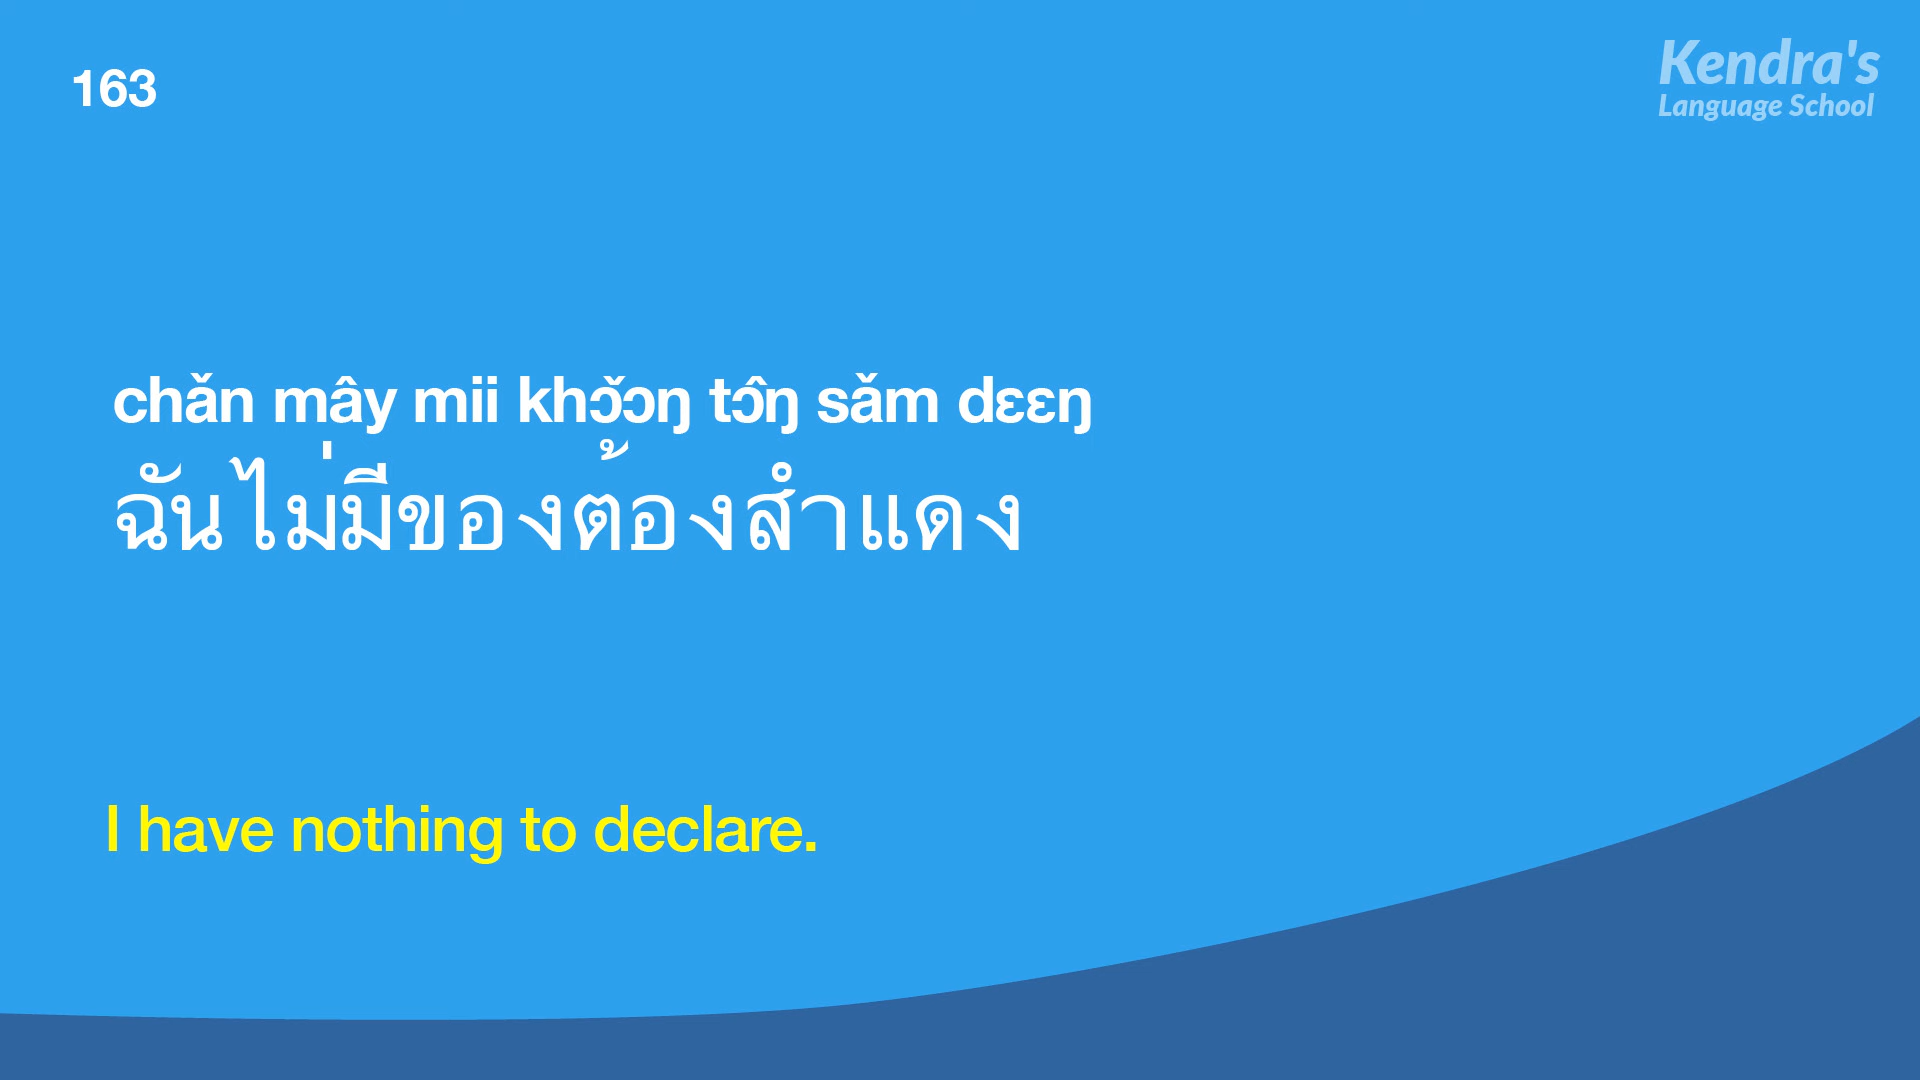 163
Kendra's
Language School
chǎn mây mii khɔ̌ɔŋ tɔ̂ŋ sǎm dɛɛŋ
ฉันไม่มีของต้องสำแดง
I have nothing to declare.